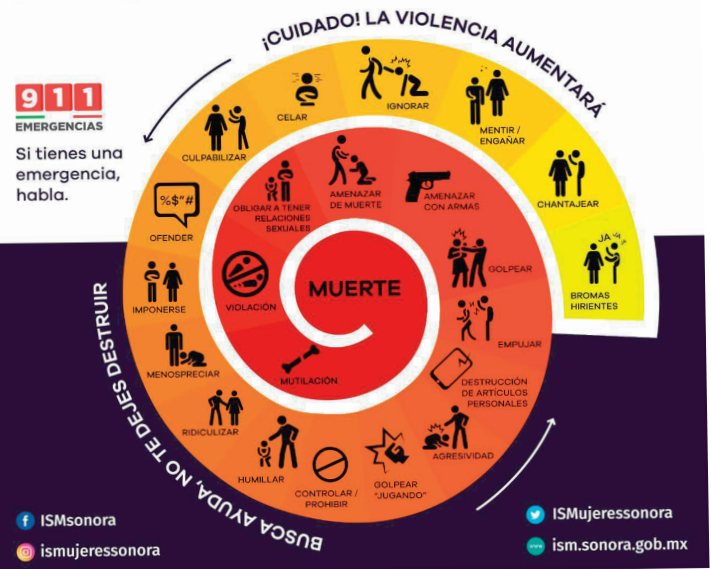 ¡CUIDADO! LA VIOLENCIA AUMENTARÁ
911
EMERGENCIAS
Si tienes una
emergencia,
habla.
BROMAS
HIRIENTES
JA JA JA
CHANTAJEAR
MENTIR /
ENGAÑAR
IGNORAR
CELAR
CULPABILIZAR
%$"#
OFENDER
IMPONERSE
MENOSPRECIAR
RIDICULIZAR
HUMILLAR
CONTROLAR /
PROHIBIR
GOLPEAR
"JUGANDO"
AGRESIVIDAD
DESTRUCCIÓN
DE ARTÍCULOS
PERSONALES
EMPUJAR
GOLPEAR
AMENAZAR
CON ARMAS
AMENAZAR
DE MUERTE
OBLIGAR A TENER
RELACIONES
SEXUALES
VIOLACIÓN
MUTILACIÓN
MUERTE
BUSCA AYUDA, NO TE DEJES DESTRUIR
ISMsonora
ismujeressonora
ISMujeressonora
www
ism.sonora.gob.mx